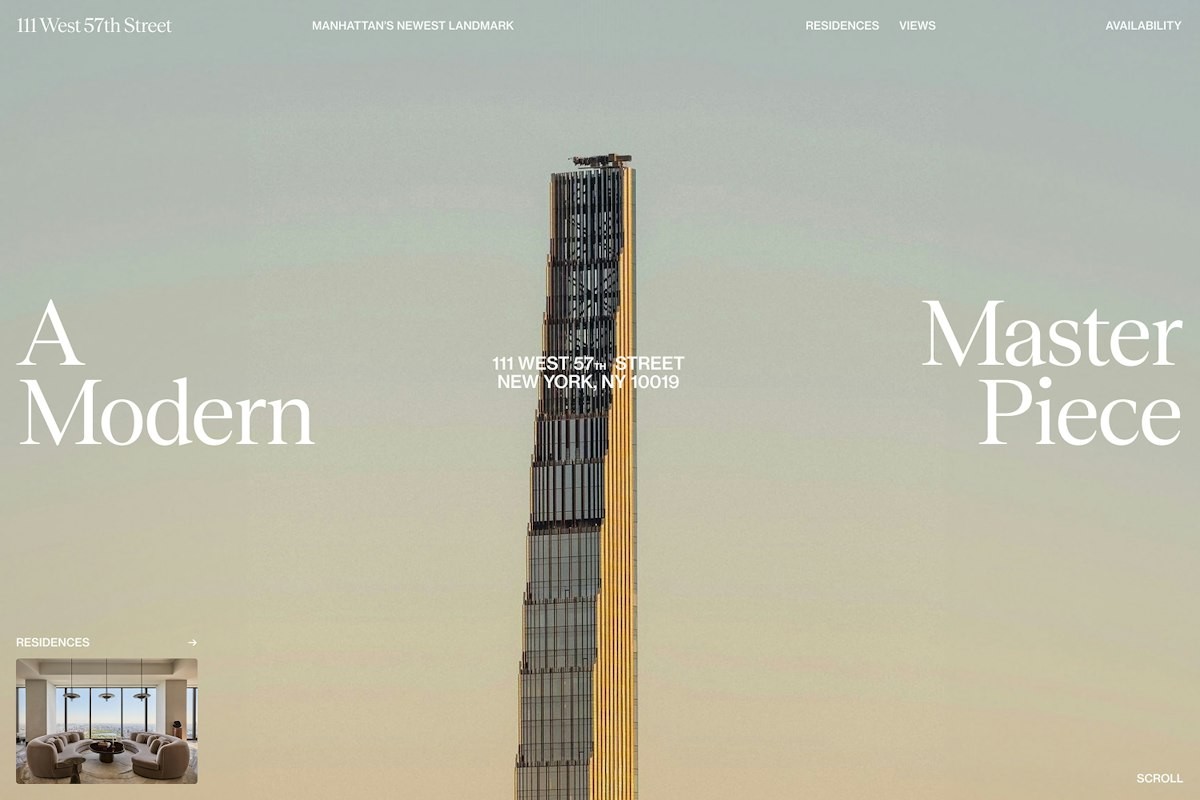 111 West 57th Street
MANHATTAN'S NEWEST LANDMARK
RESIDENCES
VIEWS
AVAILABILITY
A
Modern
Master
Piece
111 WEST 57TH STREET
NEW YORK, NY 10019
RESIDENCES →
SCROLL